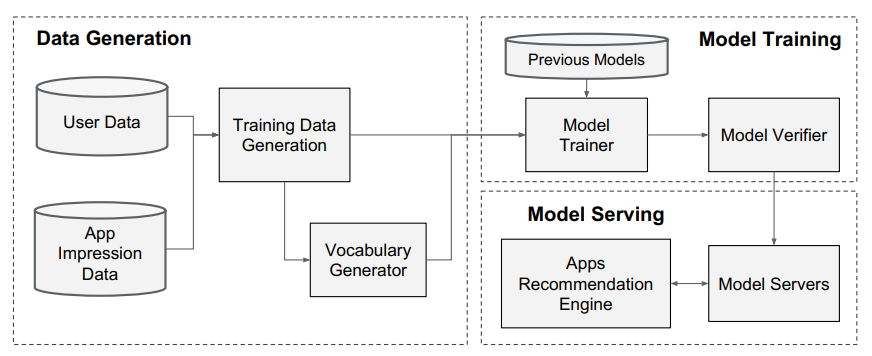 Data Generation
User Data
App
Impression
Data
Training Data
Generation
Vocabulary
Generator
Model Training
Previous Models
Model
Trainer
Model Verifier
Model Serving
Apps
Recommendation
Engine
Model Servers